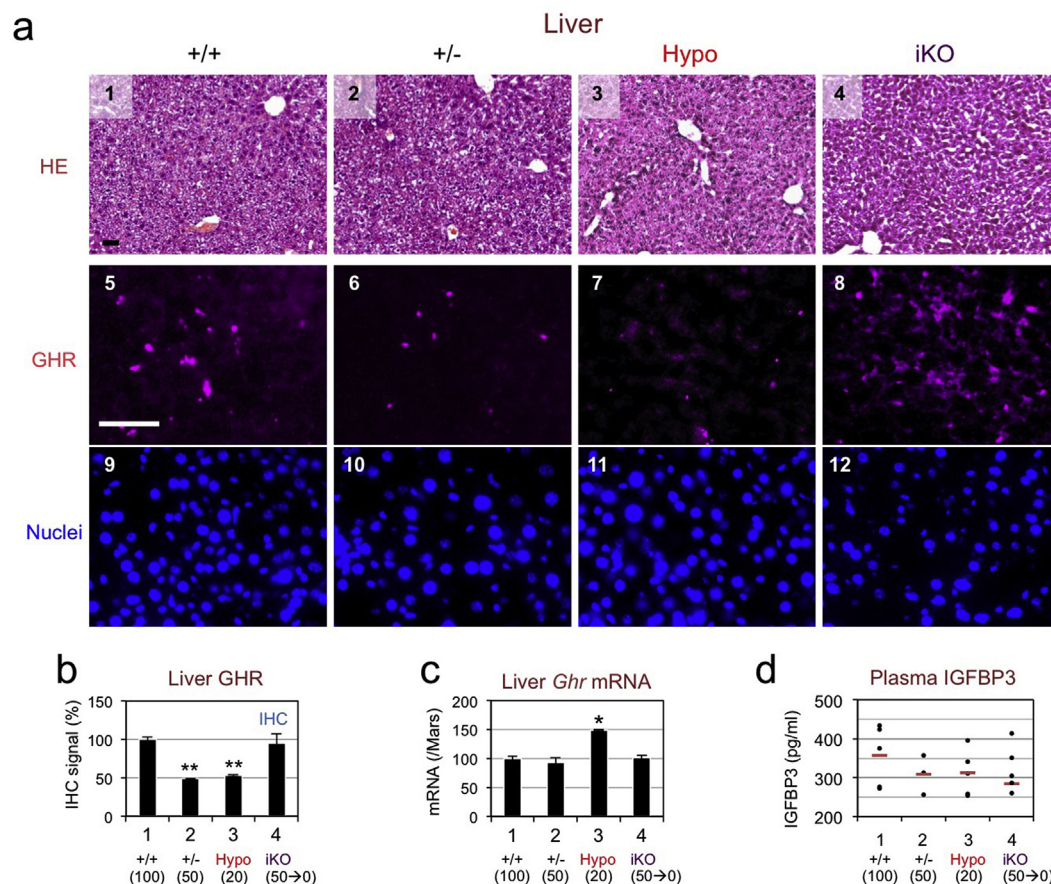 a
Liver
+/+ +/- Hypo iKO
HE
1 2 3 4
GHR
5 6 7 8
Nuclei
9 10 11 12
b
Liver GHR
IHC signal (%)
150
100
50
0
IHC
** **
1 2 3 4
+/+ +/- Hypo iKO
(100) (50) (20) (50→0)
c
Liver Ghr mRNA
mRNA (/Mars)
200
150
100
50
0
*
1 2 3 4
+/+ +/- Hypo iKO
(100) (50) (20) (50→0)
d
Plasma IGFBP3
IGFBP3 (pg/ml)
500
400
300
200
1 2 3 4
+/+ +/- Hypo iKO
(100) (50) (20) (50→0)